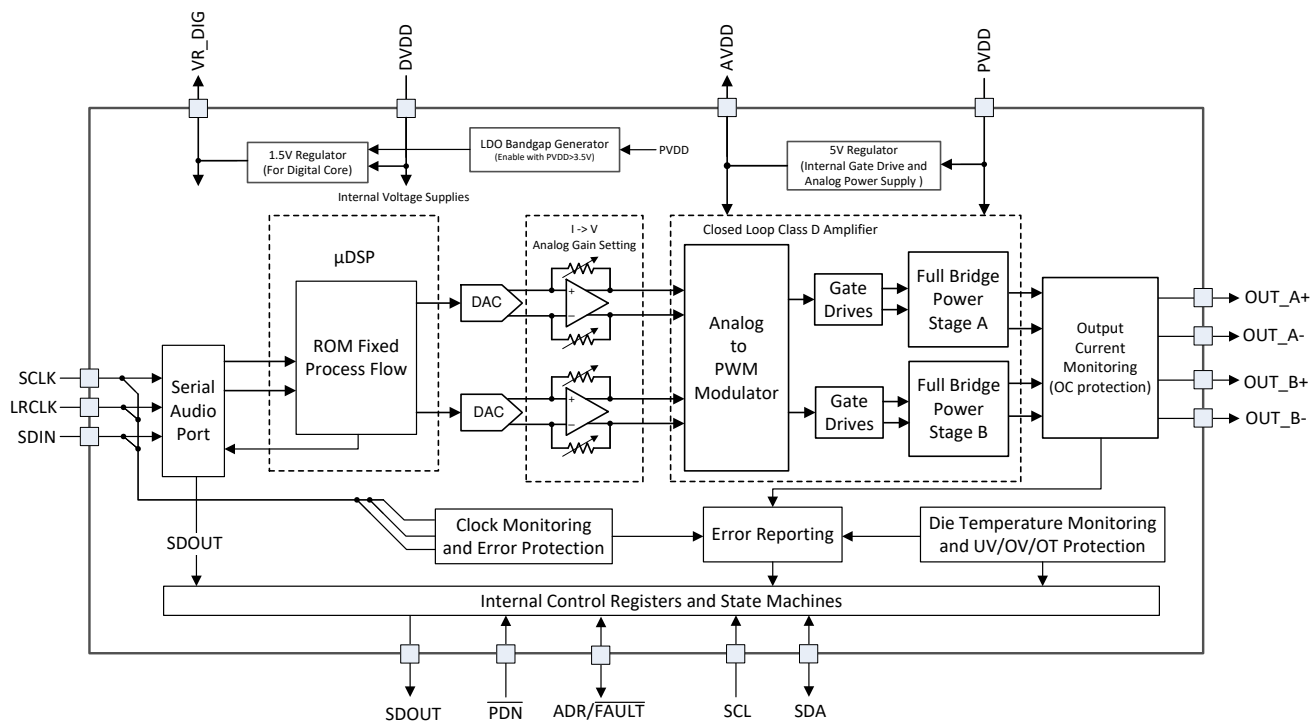 VR_DIG
DVDD
AVDD
PVDD
1.5V Regulator
(For Digital Core)
LDO Bandgap Generator
(Enable with PVDD>3.5V)
PVDD
5V Regulator
(Internal Gate Drive and
Analog Power Supply )
Internal Voltage Supplies
µDSP
I -> V
Analog Gain Setting
Closed Loop Class D Amplifier
ROM Fixed
Process Flow
DAC
+
−
DAC
+
−
Analog
to
PWM
Modulator
Gate
Drives
Full Bridge
Power
Stage A
Gate
Drives
Full Bridge
Power
Stage B
Output
Current
Monitoring
(OC protection)
OUT_A+
OUT_A-
OUT_B+
OUT_B-
SCLK
LRCLK
SDIN
Serial
Audio
Port
SDOUT
Clock Monitoring
and Error Protection
Error Reporting
Die Temperature Monitoring
and UV/OV/OT Protection
Internal Control Registers and State Machines
SDOUT
PDN
ADR/FAULT
SCL
SDA